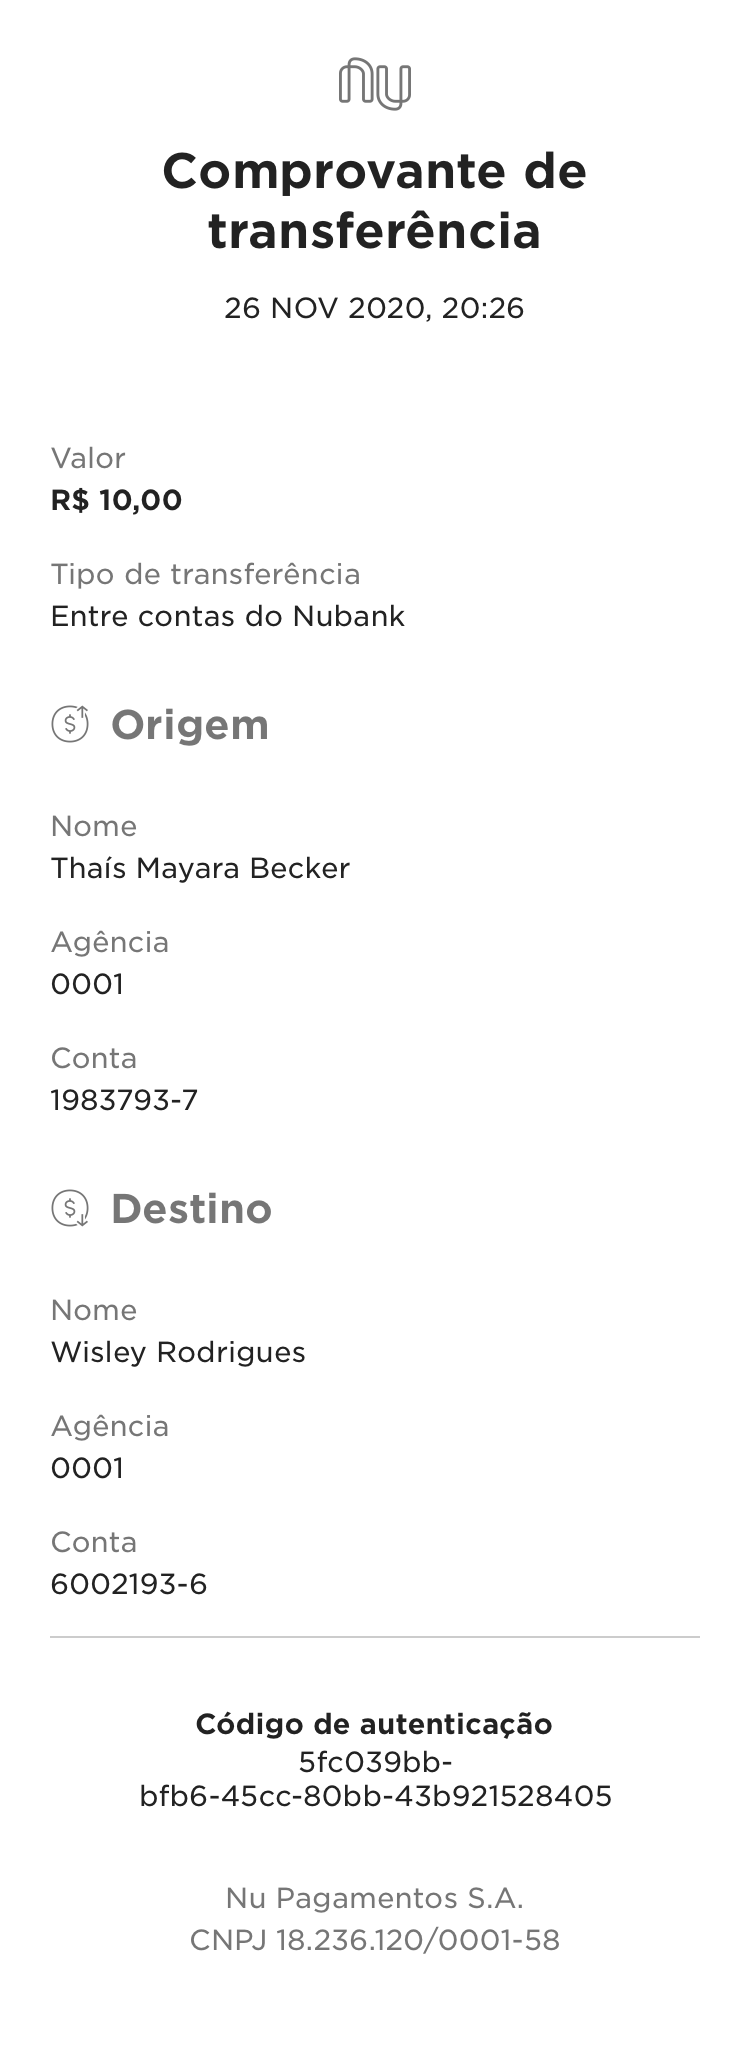 nu
Comprovante de
transferência
26 NOV 2020, 20:26
Valor
R$ 10,00
Tipo de transferência
Entre contas do Nubank
Origem
Nome
Thaís Mayara Becker
Agência
0001
Conta
1983793-7
Destino
Nome
Wisley Rodrigues
Agência
0001
Conta
6002193-6
Código de autenticação
5fc039bb-
bfb6-45cc-80bb-43b921528405
Nu Pagamentos S.A.
CNPJ 18.236.120/0001-58